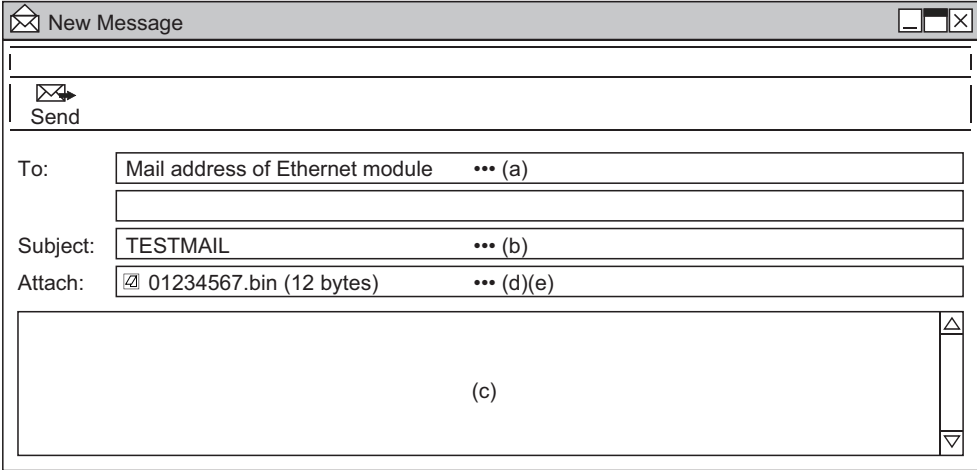 New Message
Send
To: Mail address of Ethernet module ••• (a)
Subject: TESTMAIL ••• (b)
Attach: 01234567.bin (12 bytes) ••• (d)(e)
(c)